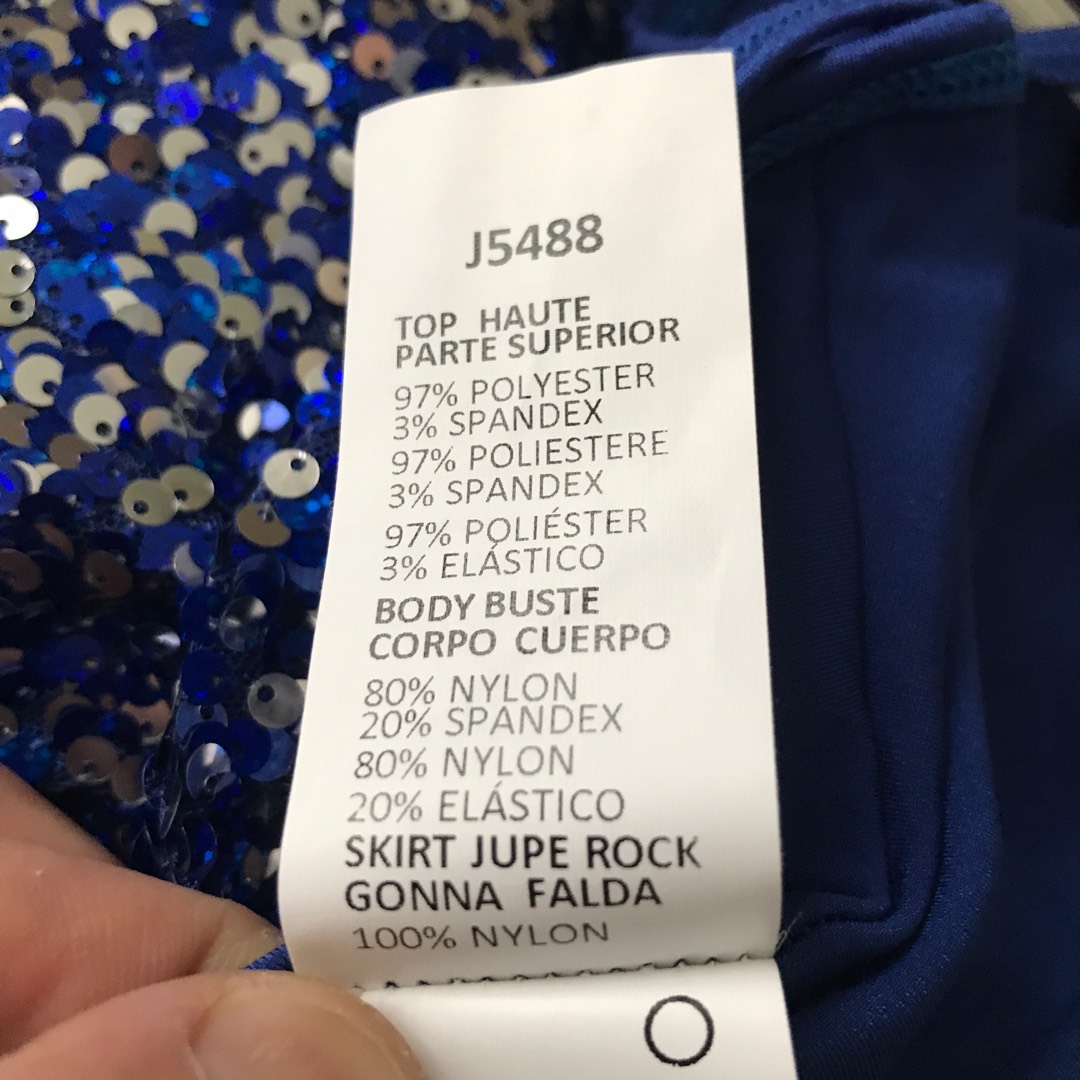 J5488
TOP HAUTE
PARTE SUPERIOR
97% POLYESTER
3% SPANDEX
97% POLIESTERE
3% SPANDEX
97% POLIÉSTER
3% ELÁSTICO
BODY BUSTE
CORPO CUERPO
80% NYLON
20% SPANDEX
80% NYLON
20% ELÁSTICO
SKIRT JUPE ROCK
GONNA FALDA
100% NYLON